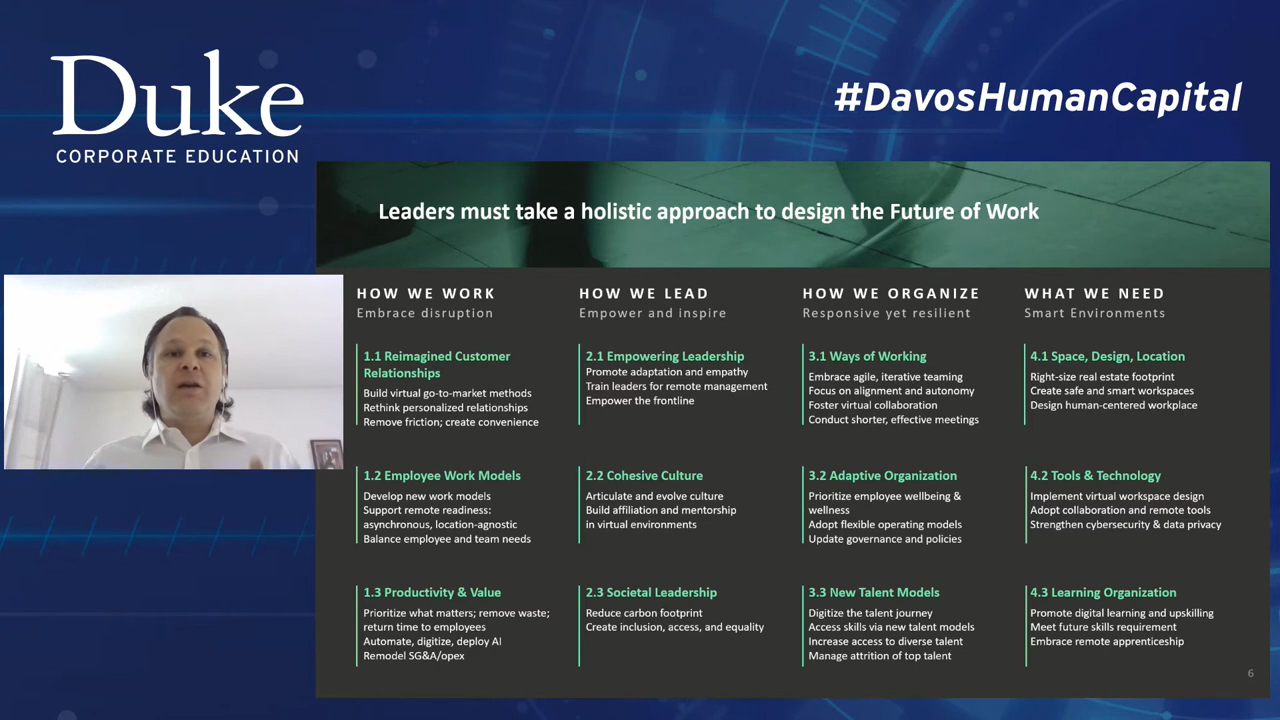 Duke
CORPORATE EDUCATION
#DavosHumanCapital
Leaders must take a holistic approach to design the Future of Work
HOW WE WORK
Embrace disruption
1.1 Reimagined Customer
Relationships
Build virtual go-to-market methods
Rethink personalized relationships
Remove friction; create convenience
1.2 Employee Work Models
Develop new work models
Support remote readiness:
asynchronous, location-agnostic
Balance employee and team needs
1.3 Productivity & Value
Prioritize what matters; remove waste;
return time to employees
Automate, digitize, deploy AI
Remodel SG&A/opex
HOW WE LEAD
Empower and inspire
2.1 Empowering Leadership
Promote adaptation and empathy
Train leaders for remote management
Empower the frontline
2.2 Cohesive Culture
Articulate and evolve culture
Build affiliation and mentorship
in virtual environments
2.3 Societal Leadership
Reduce carbon footprint
Create inclusion, access, and equality
HOW WE ORGANIZE
Responsive yet resilient
3.1 Ways of Working
Embrace agile, iterative teaming
Focus on alignment and autonomy
Foster virtual collaboration
Conduct shorter, effective meetings
3.2 Adaptive Organization
Prioritize employee wellbeing &
wellness
Adopt flexible operating models
Update governance and policies
3.3 New Talent Models
Digitize the talent journey
Access skills via new talent models
Increase access to diverse talent
Manage attrition of top talent
WHAT WE NEED
Smart Environments
4.1 Space, Design, Location
Right-size real estate footprint
Create safe and smart workspaces
Design human-centered workplace
4.2 Tools & Technology
Implement virtual workspace design
Adopt collaboration and remote tools
Strengthen cybersecurity & data privacy
4.3 Learning Organization
Promote digital learning and upskilling
Meet future skills requirement
Embrace remote apprenticeship
6